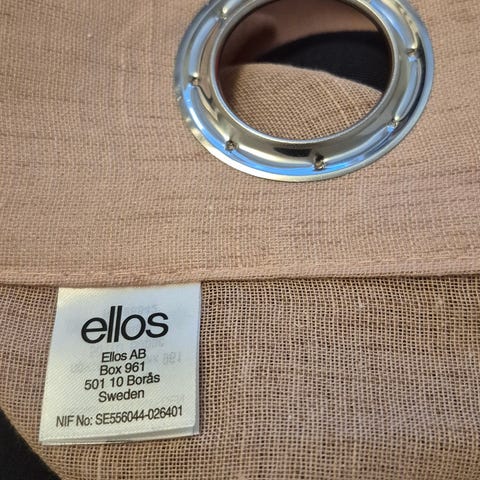 ellos
Ellos AB
Box 961
501 10 Borås
Sweden
NIF No: SE556044-026401